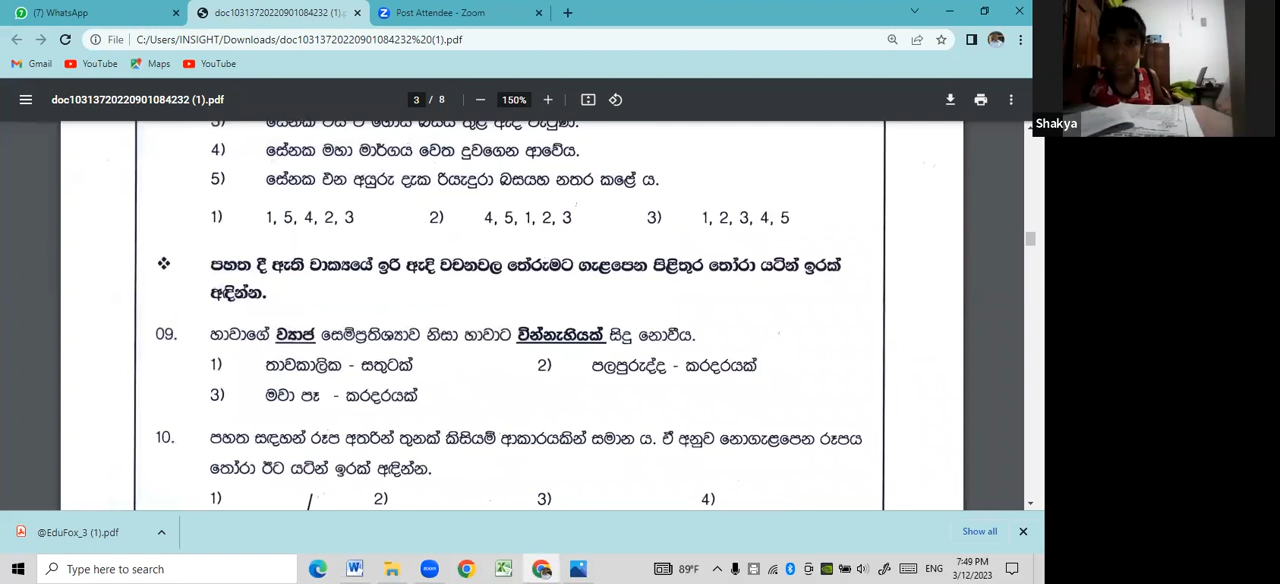 (7) WhatsApp
doc10313720220901084232 (1).p
Post Attendee - Zoom
File
C:/Users/INSIGHT/Downloads/doc10313720220901084232%20(1).pdf
Gmail
YouTube
Maps
YouTube
doc10313720220901084232 (1).pdf
3 / 8
150%
Shakya
4) සේනක මහා මාර්ගය වෙත දුවගෙන ආවේය.
5) සේනක එන අයුරු දැක රියැදුරා බසයහ නතර කළේ ය.
1) 1, 5, 4, 2, 3 2) 4, 5, 1, 2, 3 3) 1, 2, 3, 4, 5
❖ පහත දී ඇති වාක්‍යයේ ඉරි ඇදි වචනවල තේරුමට ගැළපෙන පිළිතුර තෝරා යටින් ඉරක්
අඳින්න.
09. හාවාගේ ව්‍යාජ සෙම්ප්‍රතිශ්‍යාව නිසා හාවාට වින්නැහියක් සිදු නොවීය.
1) තාවකාලික - සතුටක් 2) පලපුරුද්ද - කරදරයක්
3) මවා පෑ - කරදරයක්
10. පහත සඳහන් රූප අතරින් තුනක් කිසියම් ආකාරයකින් සමාන ය. ඒ අනුව නොගැළපෙන රූපය
තෝරා ඊට යටින් ඉරක් අඳින්න.
1) 2) 3) 4)
@EduFox_3 (1).pdf
Show all
Type here to search
zoom
89°F
ENG
7:49 PM
3/12/2023